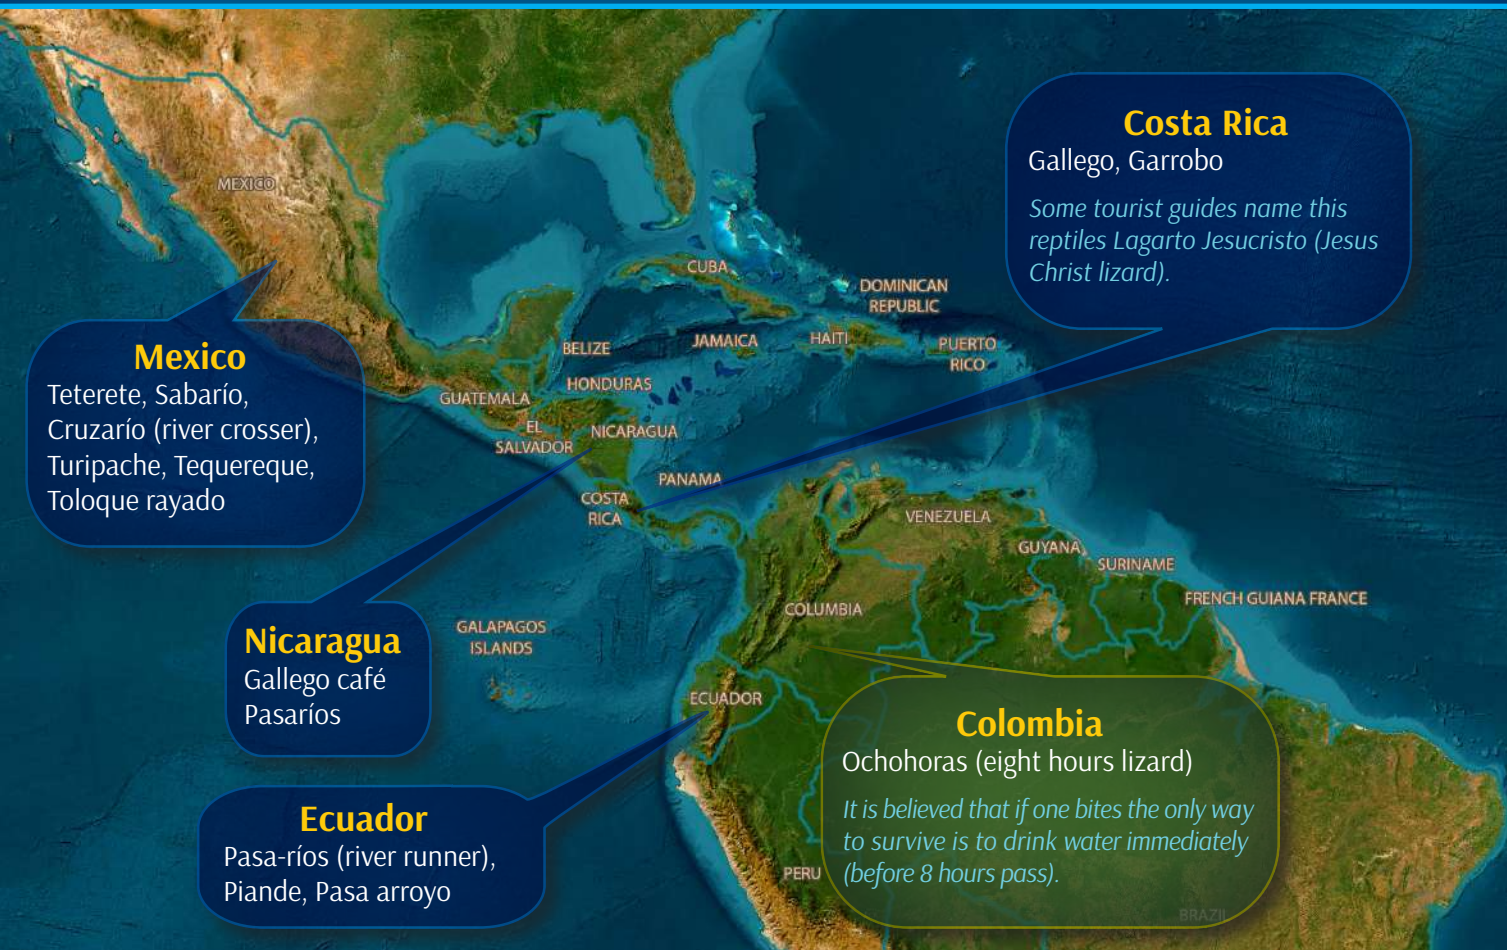 Costa Rica
Gallego, Garrobo
Some tourist guides name this
reptiles Lagarto Jesucristo (Jesus
Christ lizard).
MEXICO
CUBA
DOMINICAN
REPUBLIC
JAMAICA
HAITI
PUERTO
RICO
BELIZE
HONDURAS
GUATEMALA
EL
SALVADOR
NICARAGUA
PANAMA
COSTA
RICA
VENEZUELA
GUYANA
SURINAME
FRENCH GUIANA FRANCE
COLUMBIA
GALAPAGOS
ISLANDS
ECUADOR
PERU
BRAZIL
Mexico
Teterete, Sabarío,
Cruzarío (river crosser),
Turipache, Tequereque,
Toloque rayado
Nicaragua
Gallego café
Pasaríos
Ecuador
Pasa-ríos (river runner),
Piande, Pasa arroyo
Colombia
Ochohoras (eight hours lizard)
It is believed that if one bites the only way
to survive is to drink water immediately
(before 8 hours pass).